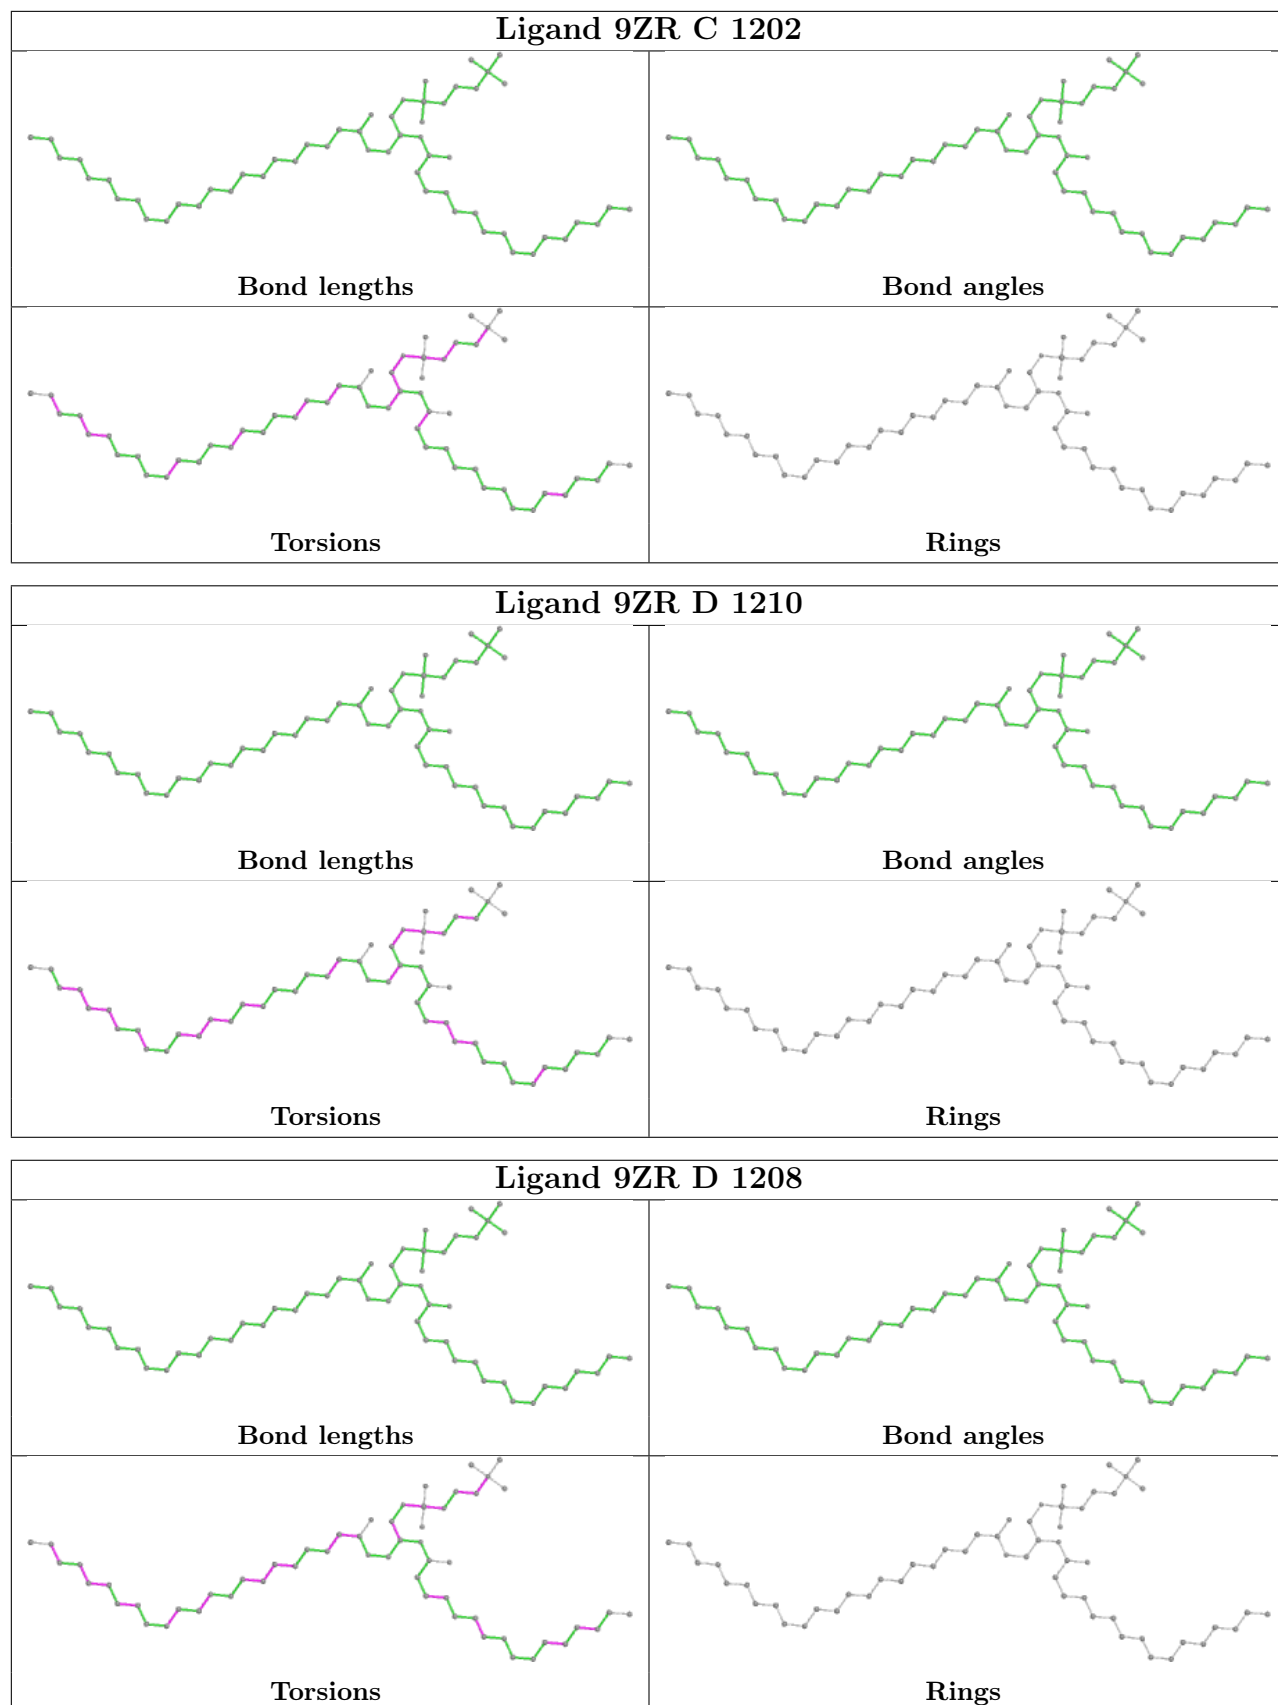 Ligand 9ZR C 1202
Bond lengths
Bond angles
Torsions
Rings
Ligand 9ZR D 1210
Bond lengths
Bond angles
Torsions
Rings
Ligand 9ZR D 1208
Bond lengths
Bond angles
Torsions
Rings